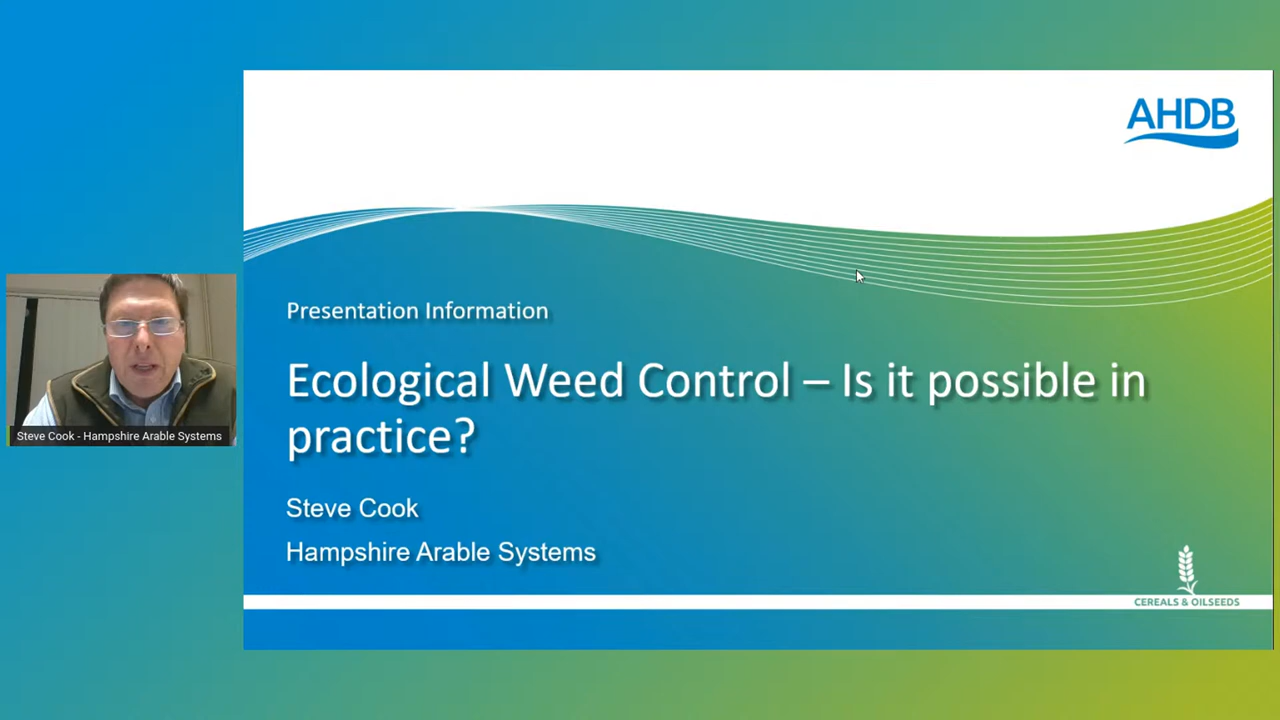 AHDB
Presentation Information
Ecological Weed Control – Is it possible in
practice?
Steve Cook
Hampshire Arable Systems
CEREALS & OILSEEDS
Steve Cook - Hampshire Arable Systems